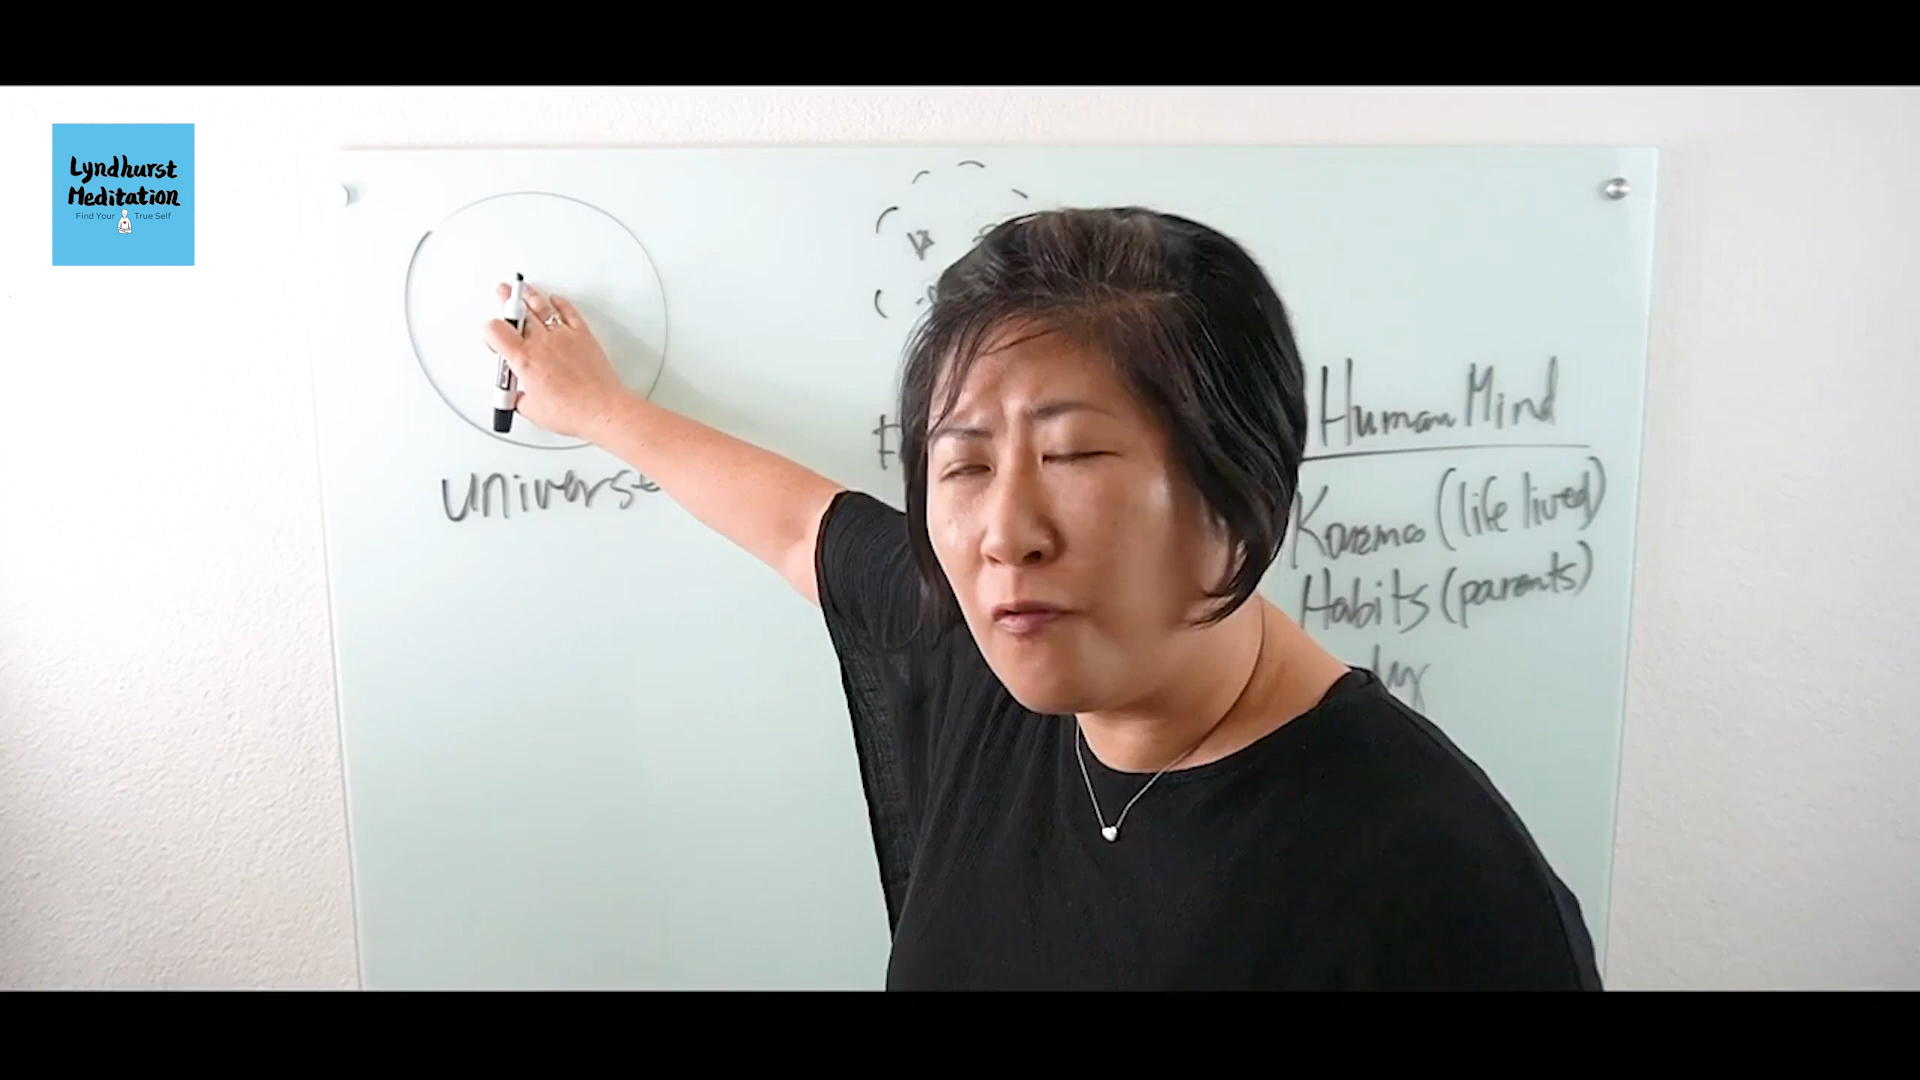 Lyndhurst
Meditation
Find Your True Self
universe
Human Mind
Karma (life lived)
Habits (parents)